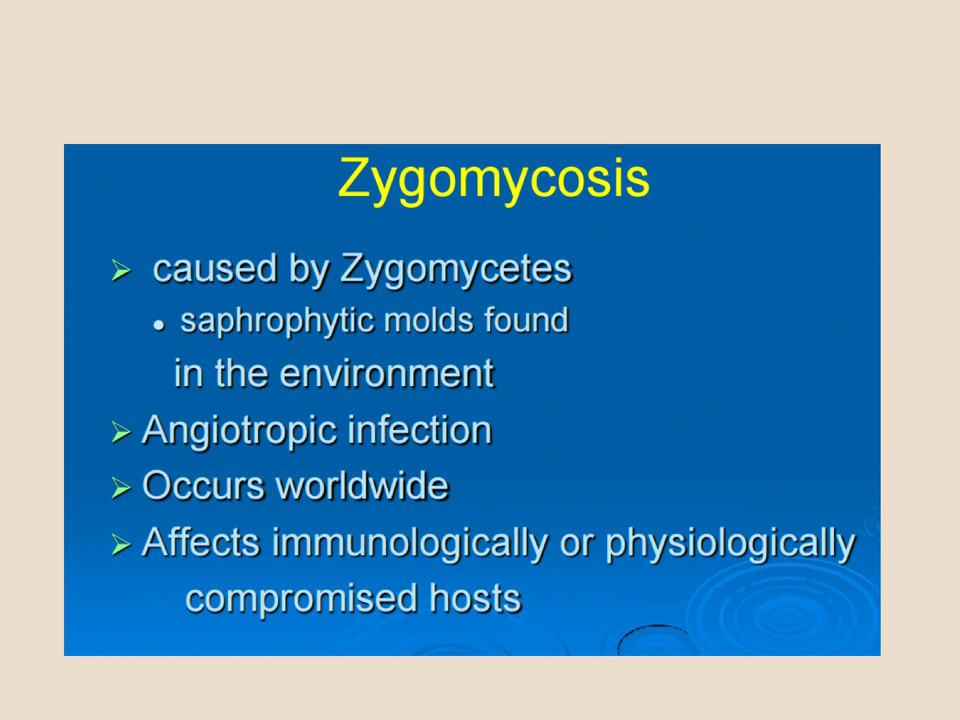 Zygomycosis
caused by Zygomycetes
saphrophytic molds found
in the environment
Angiotropic infection
Occurs worldwide
Affects immunologically or physiologically
compromised hosts